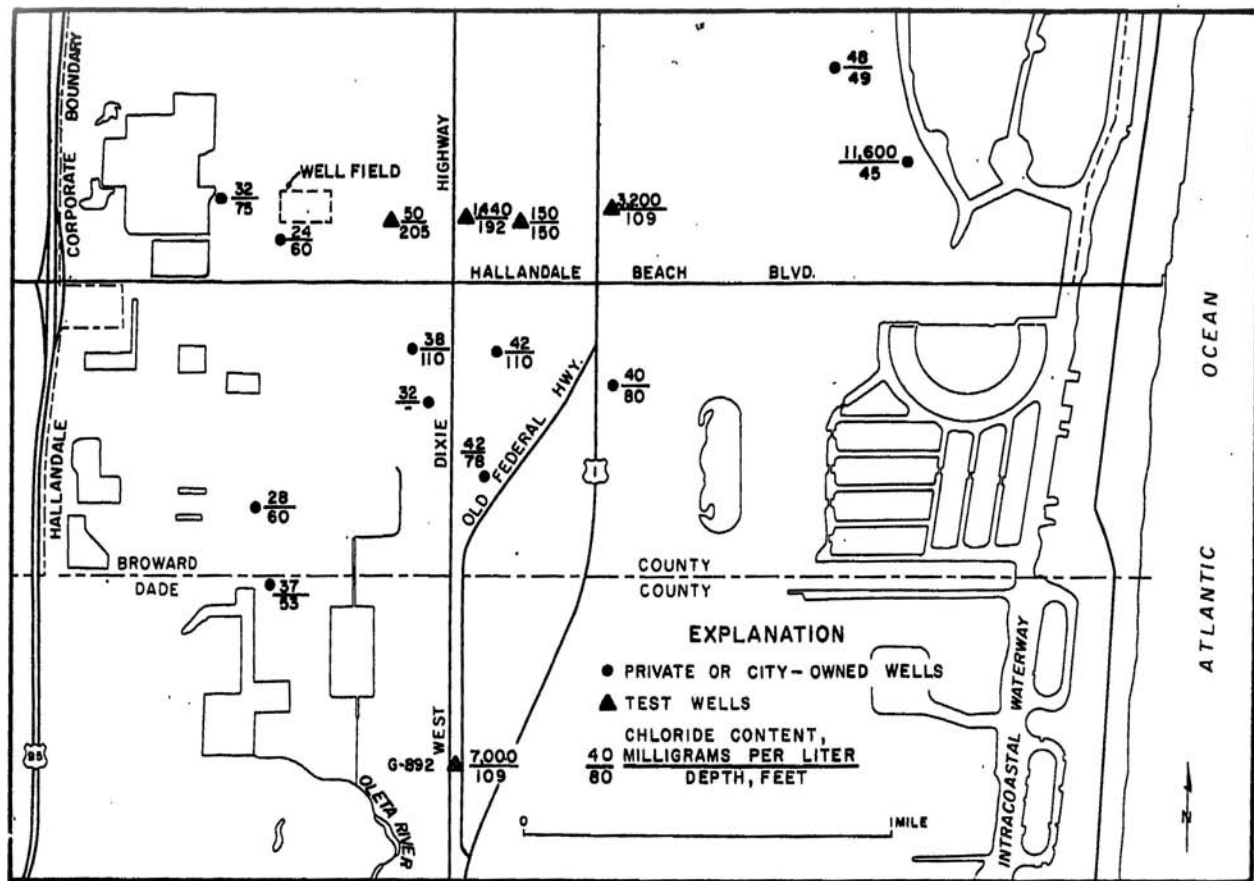 CORPORATE BOUNDARY
HALLANDALE
HIGHWAY
DIXIE
WEST
WELL FIELD
48
49
11,600
45
32
75
24
60
50
205
1,440
192
150
150
3,200
109
HALLANDALE BEACH BLVD.
38
110
42
110
32
-
40
80
42
78
OLD FEDERAL HWY.
1
28
60
BROWARD COUNTY
DADE COUNTY
37
53
G-892
7,000
109
95
OLETA RIVER
EXPLANATION
PRIVATE OR CITY-OWNED WELLS
TEST WELLS
CHLORIDE CONTENT,
40 MILLIGRAMS PER LITER
80 DEPTH, FEET
0 1 MILE
INTRACOASTAL WATERWAY
ATLANTIC OCEAN
N